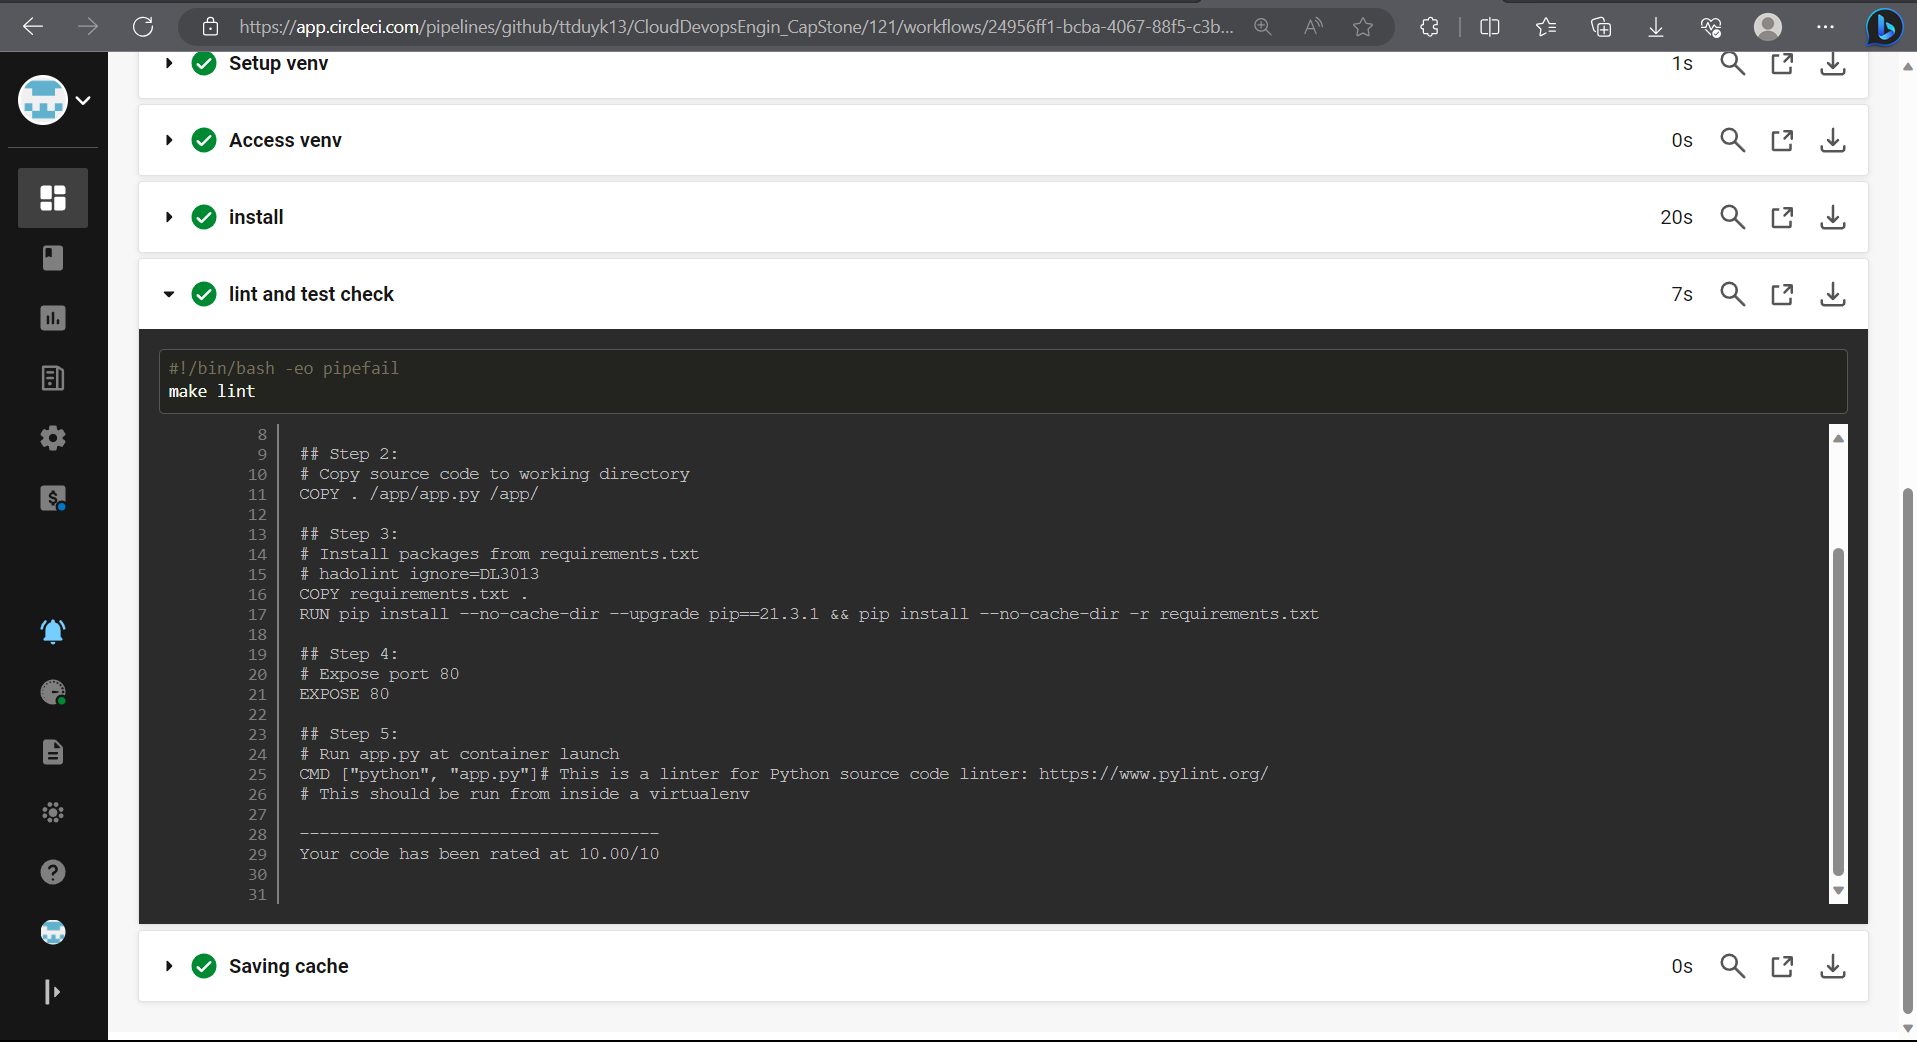 https://app.circleci.com/pipelines/github/ttduyk13/CloudDevopsEngin_CapStone/121/workflows/24956ff1-bcba-4067-88f5-c3b...
Setup venv 1s
Access venv 0s
install 20s
lint and test check 7s
#!/bin/bash -eo pipefail
make lint
8
9 ## Step 2:
10 # Copy source code to working directory
11 COPY . /app/app.py /app/
12
13 ## Step 3:
14 # Install packages from requirements.txt
15 # hadolint ignore=DL3013
16 COPY requirements.txt .
17 RUN pip install --no-cache-dir --upgrade pip==21.3.1 && pip install --no-cache-dir -r requirements.txt
18
19 ## Step 4:
20 # Expose port 80
21 EXPOSE 80
22
23 ## Step 5:
24 # Run app.py at container launch
25 CMD ["python", "app.py"]# This is a linter for Python source code linter: https://www.pylint.org/
26 # This should be run from inside a virtualenv
27
28 ------------------------------------
29 Your code has been rated at 10.00/10
30
31
Saving cache 0s